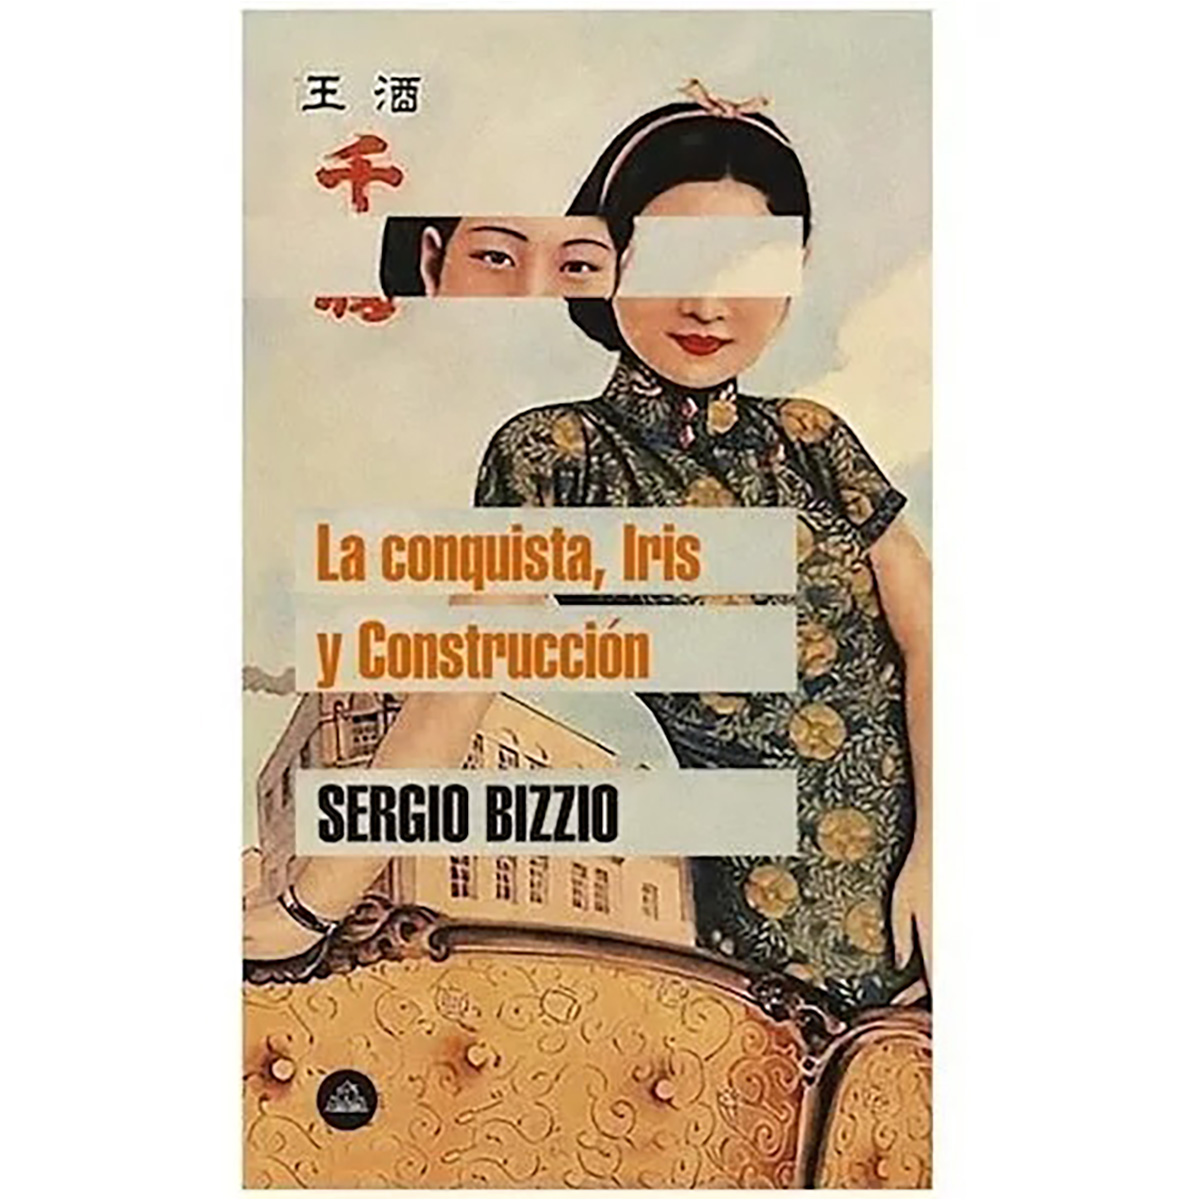 王酒
千
La conquista, Iris
y Construcción
SERGIO BIZZIO